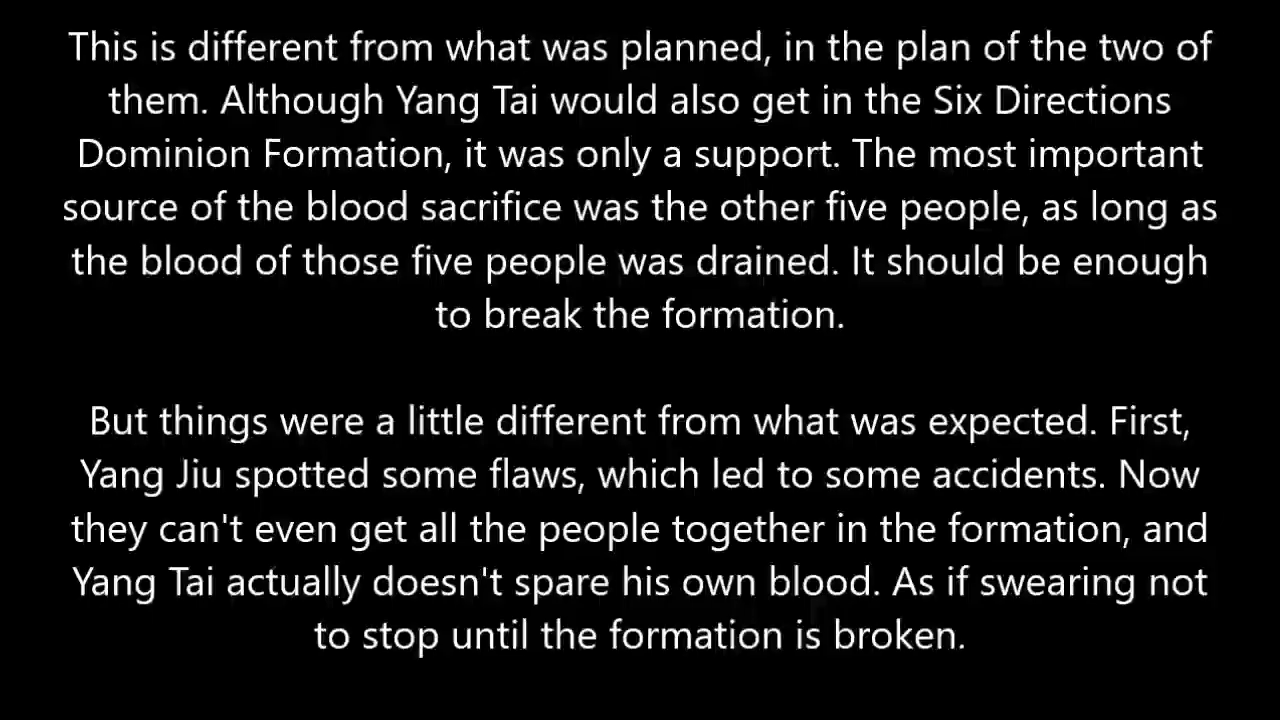 This is different from what was planned, in the plan of the two of
them. Although Yang Tai would also get in the Six Directions
Dominion Formation, it was only a support. The most important
source of the blood sacrifice was the other five people, as long as
the blood of those five people was drained. It should be enough
to break the formation.
But things were a little different from what was expected. First,
Yang Jiu spotted some flaws, which led to some accidents. Now
they can't even get all the people together in the formation, and
Yang Tai actually doesn't spare his own blood. As if swearing not
to stop until the formation is broken.